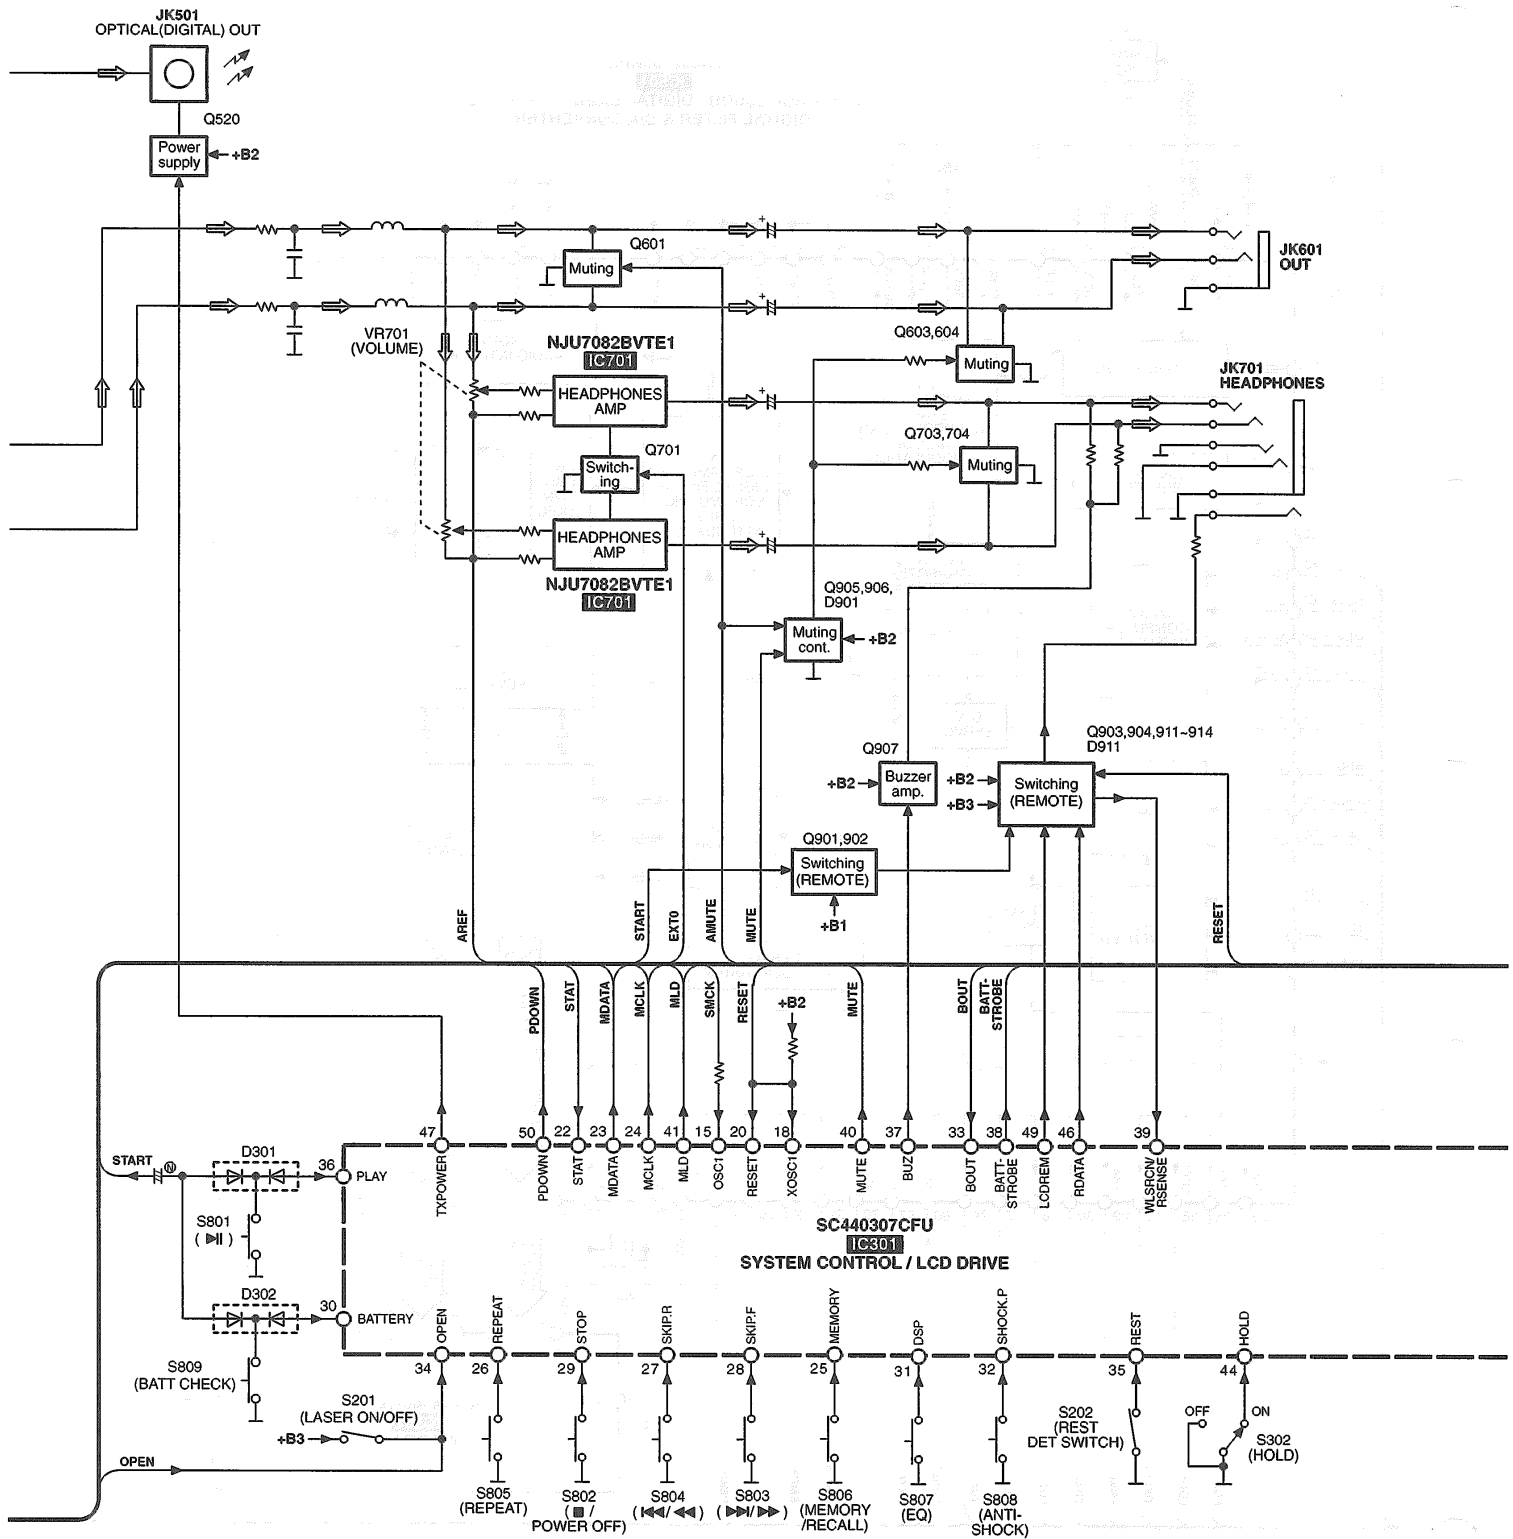 JK501
OPTICAL(DIGITAL) OUT
Q520
Power
supply
+B2
Q601
Muting
JK601
OUT
VR701
(VOLUME)
NJU7082BVTE1
IC701
HEADPHONES
AMP
Q603,604
Muting
JK701
HEADPHONES
Q701
Switch-
ing
Q703,704
Muting
HEADPHONES
AMP
NJU7082BVTE1
IC701
Q905,906,
D901
Muting
cont.
+B2
Q907
Buzzer
amp.
+B2
Q903,904,911~914
D911
+B2
+B3
Switching
(REMOTE)
Q901,902
Switching
(REMOTE)
+B1
AREF
START
EXT0
AMUTE
MUTE
RESET
PDOWN
STAT
MDATA
MCLK
MLD
SMCK
RESET
+B2
MUTE
BOUT
BATT-
STROBE
47
50
22
23
24
41
15
20
18
40
37
33
38
49
46
39
TXPOWER
PDOWN
STAT
MDATA
MCLK
MLD
OSC1
RESET
XOSC1
MUTE
BUZ
BOUT
BATT-
STROBE
LCDREM
RDATA
WLSRCN/
RSENSE
START
N
D301
36
PLAY
S801
( ▶II )
SC440307CFU
IC301
SYSTEM CONTROL / LCD DRIVE
D302
30
BATTERY
S809
(BATT CHECK)
OPEN
REPEAT
STOP
SKIP.R
SKIP.F
MEMORY
DSP
SHOCK.P
REST
HOLD
34
26
29
27
28
25
31
32
35
44
S201
(LASER ON/OFF)
+B3
OPEN
S805
(REPEAT)
S802
( ■ /
POWER OFF)
S804
( I◀◀ / ◀◀ )
S803
( ▶▶I / ▶▶ )
S806
(MEMORY
/RECALL)
S807
(EQ)
S808
(ANTI-
SHOCK)
S202
(REST
DET SWITCH)
OFF
ON
S302
(HOLD)